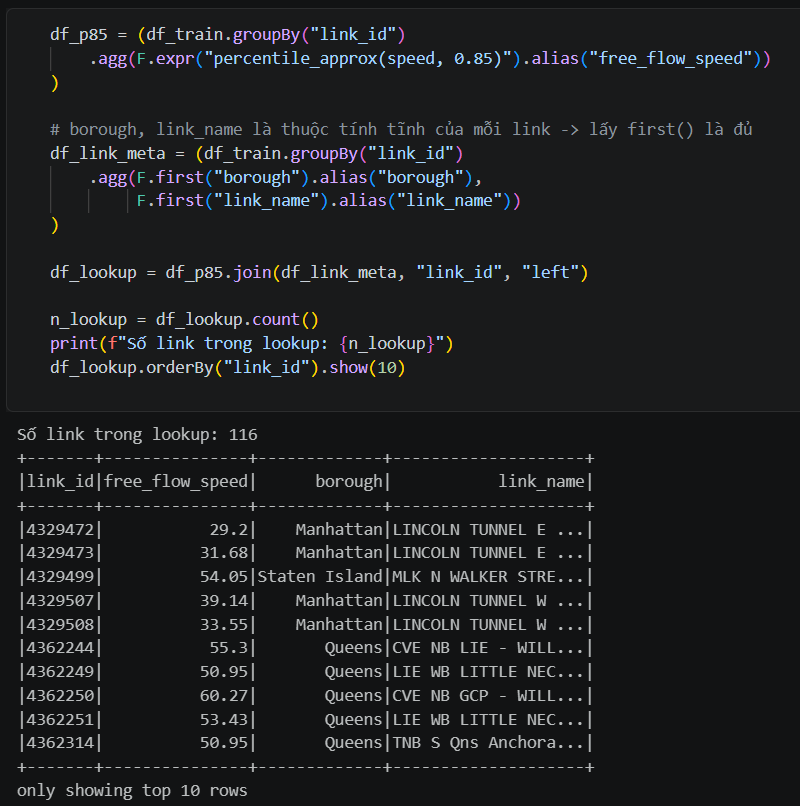 df_p85 = (df_train.groupBy("link_id")
    .agg(F.expr("percentile_approx(speed, 0.85)").alias("free_flow_speed"))
)
# borough, link_name là thuộc tính tĩnh của mỗi link -> lấy first() là đủ
df_link_meta = (df_train.groupBy("link_id")
    .agg(F.first("borough").alias("borough"),
         F.first("link_name").alias("link_name"))
)
df_lookup = df_p85.join(df_link_meta, "link_id", "left")
n_lookup = df_lookup.count()
print(f"Số link trong lookup: {n_lookup}")
df_lookup.orderBy("link_id").show(10)
Số link trong lookup: 116
+-------+---------------+-------------+--------------------+
|link_id|free_flow_speed|      borough|           link_name|
+-------+---------------+-------------+--------------------+
|4329472|           29.2|    Manhattan|LINCOLN TUNNEL E ...|
|4329473|          31.68|    Manhattan|LINCOLN TUNNEL E ...|
|4329499|          54.05|Staten Island|MLK N WALKER STRE...|
|4329507|          39.14|    Manhattan|LINCOLN TUNNEL W ...|
|4329508|          33.55|    Manhattan|LINCOLN TUNNEL W ...|
|4362244|           55.3|       Queens|CVE NB LIE - WILL...|
|4362249|          50.95|       Queens|LIE WB LITTLE NEC...|
|4362250|          60.27|       Queens|CVE NB GCP - WILL...|
|4362251|          53.43|       Queens|LIE WB LITTLE NEC...|
|4362314|          50.95|       Queens|TNB S Qns Anchora...|
+-------+---------------+-------------+--------------------+
only showing top 10 rows